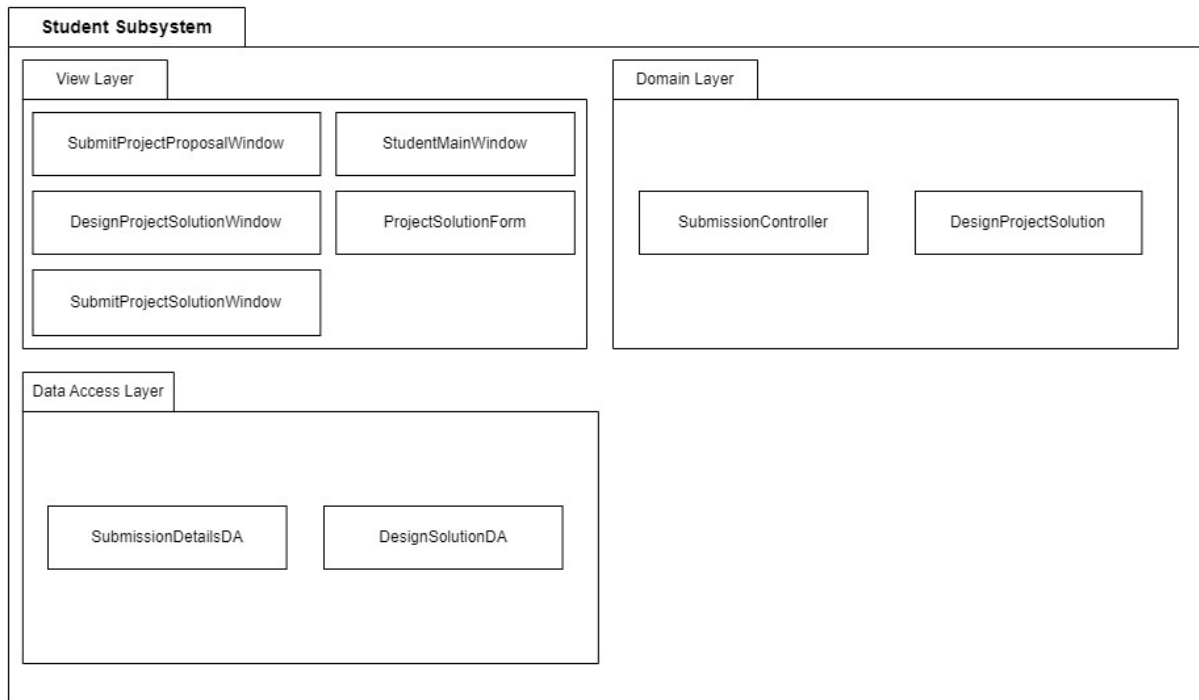 Student Subsystem
View Layer
SubmitProjectProposalWindow
StudentMainWindow
DesignProjectSolutionWindow
ProjectSolutionForm
SubmitProjectSolutionWindow
Domain Layer
SubmissionController
DesignProjectSolution
Data Access Layer
SubmissionDetailsDA
DesignSolutionDA